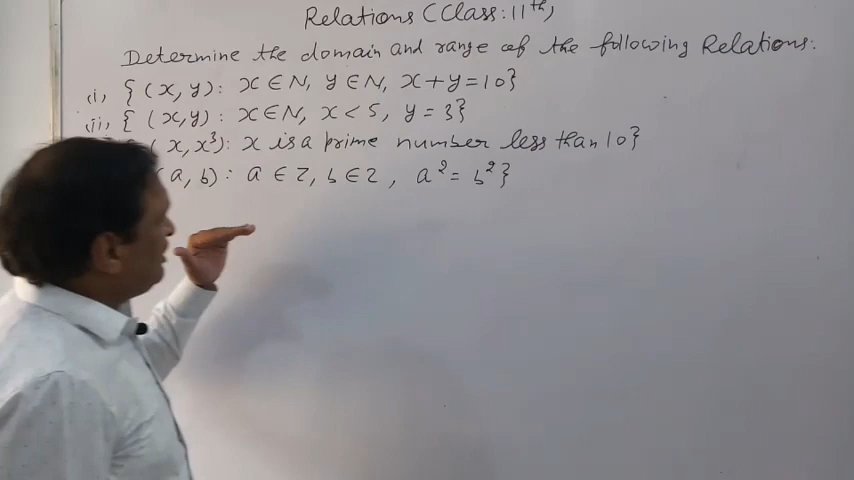 Relations (Class: 11th)
Determine the domain and range of the following Relations:
(i) {(x, y): x ∈ N, y ∈ N, x + y = 10}
(ii) {(x, y): x ∈ N, x < 5, y = 3}
(x, x³): x is a prime number less than 10}
(a, b): a ∈ Z, b ∈ Z, a² = b²}